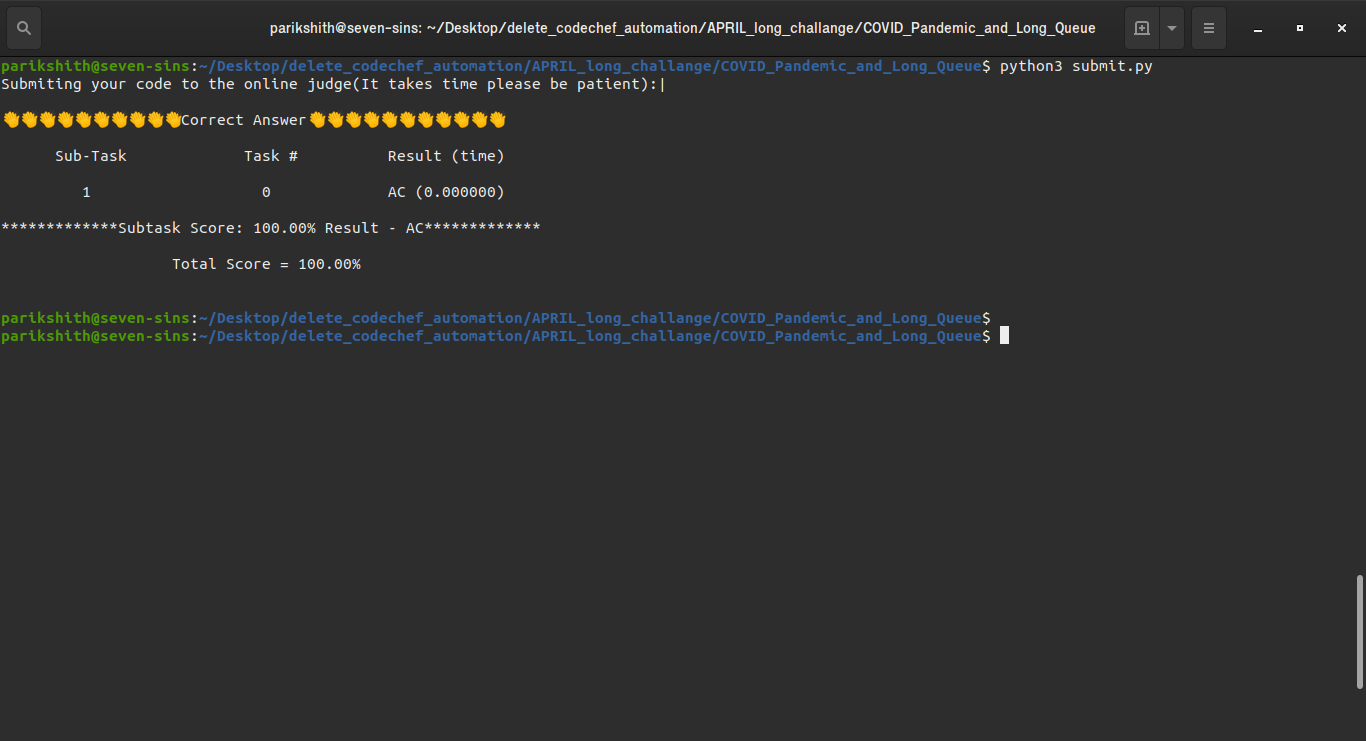 parikshith@seven-sins: ~/Desktop/delete_codechef_automation/APRIL_long_challange/COVID_Pandemic_and_Long_Queue
parikshith@seven-sins:~/Desktop/delete_codechef_automation/APRIL_long_challange/COVID_Pandemic_and_Long_Queue$ python3 submit.py
Submitting your code to the online judge(It takes time please be patient):|
👏👏👏👏👏👏👏👏👏👏Correct Answer👏👏👏👏👏👏👏👏👏👏👏
Sub-Task Task # Result (time)
1 0 AC (0.000000)
*************Subtask Score: 100.00% Result - AC*************
Total Score = 100.00%
parikshith@seven-sins:~/Desktop/delete_codechef_automation/APRIL_long_challange/COVID_Pandemic_and_Long_Queue$
parikshith@seven-sins:~/Desktop/delete_codechef_automation/APRIL_long_challange/COVID_Pandemic_and_Long_Queue$